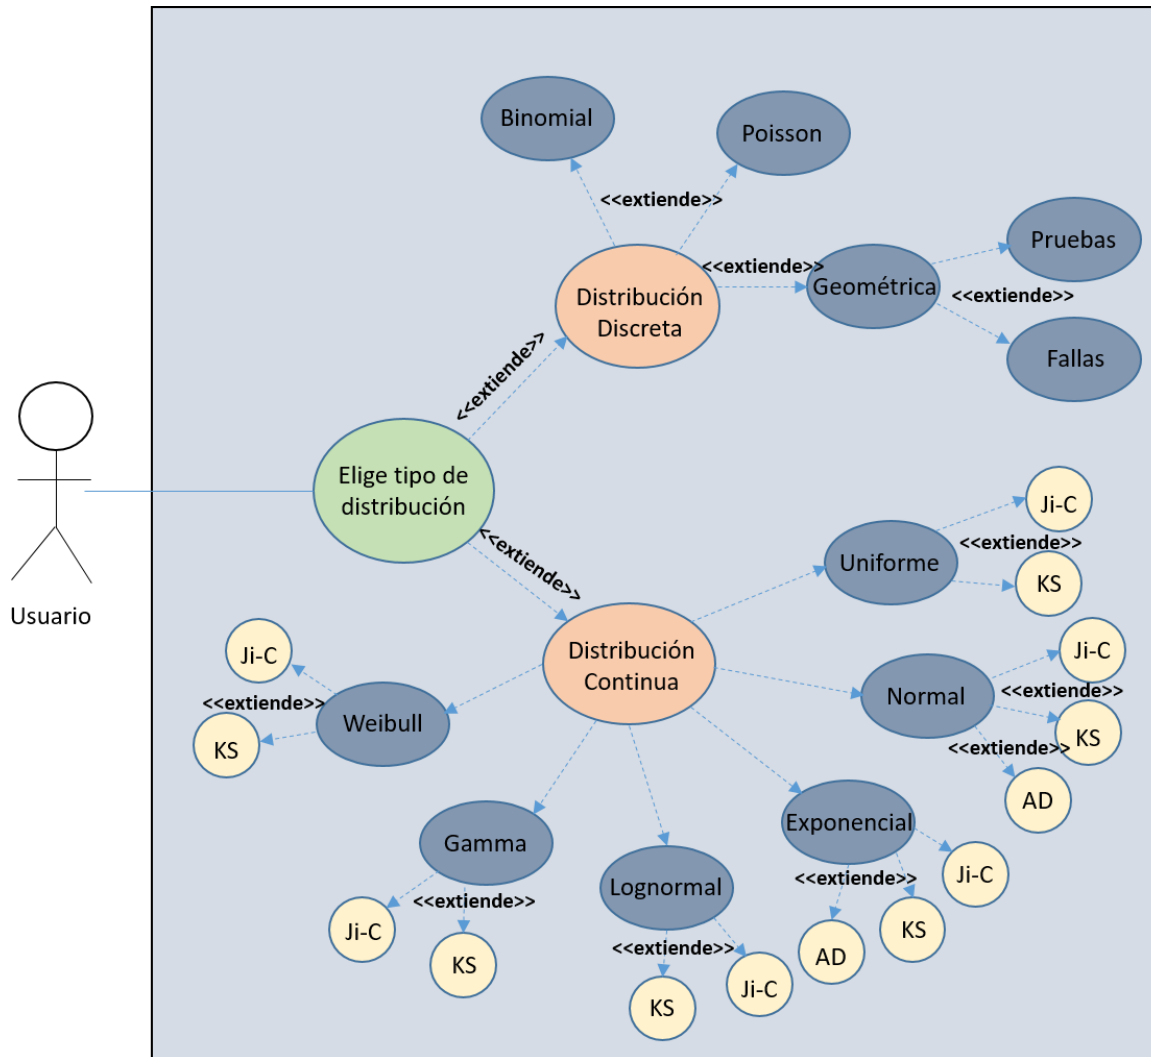 Binomial
Poisson
<<extiende>>
Pruebas
<<extiende>>
Geométrica
<<extiende>>
Distribución
Discreta
Fallas
<<extiende>>
Elige tipo de
distribución
Usuario
<<extiende>>
Ji-C
Uniforme
<<extiende>>
KS
Distribución
Continua
Ji-C
Normal
<<extiende>>
KS
<<extiende>>
AD
Ji-C
<<extiende>>
Weibull
KS
Exponencial
Ji-C
<<extiende>>
KS
AD
Gamma
<<extiende>>
Ji-C
KS
Lognormal
<<extiende>>
Ji-C
KS